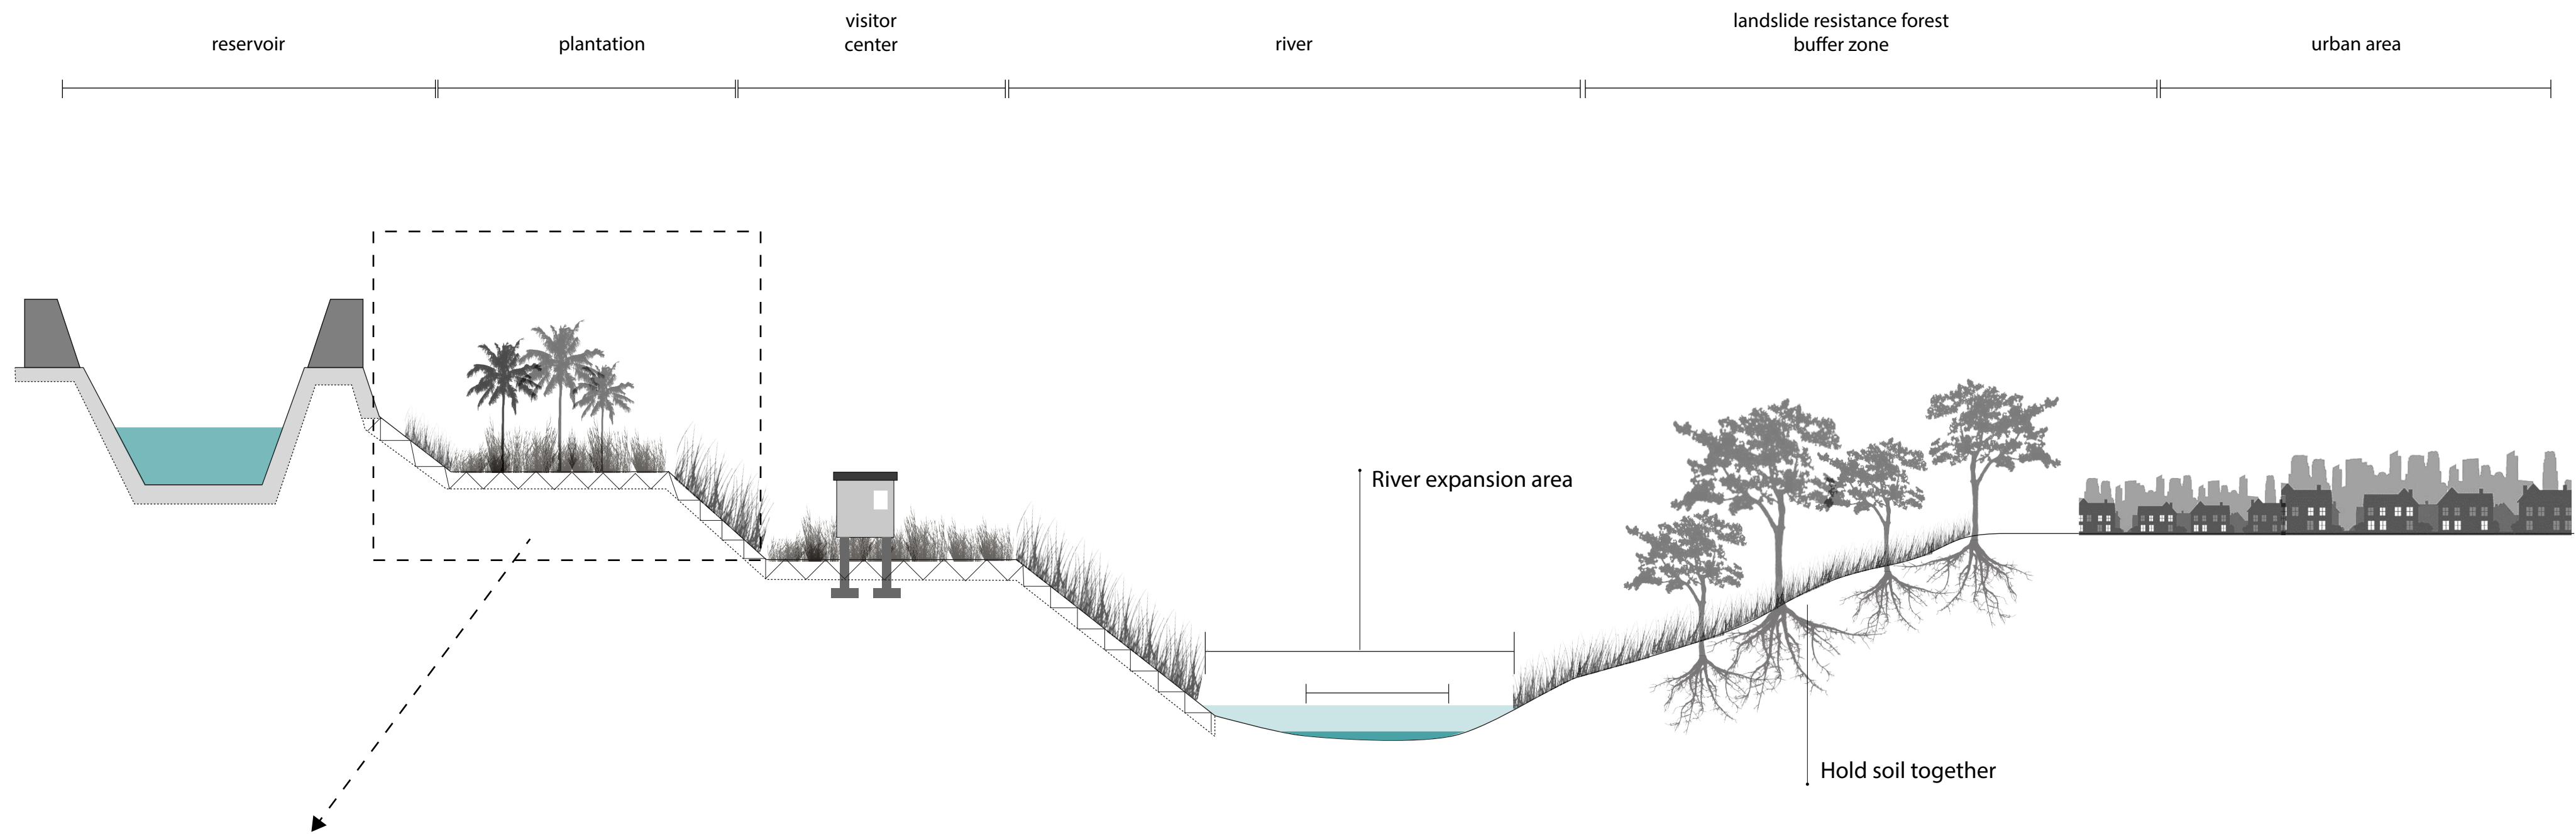 reservoir
plantation
visitor
center
river
landslide resistance forest
buffer zone
urban area
River expansion area
Hold soil together